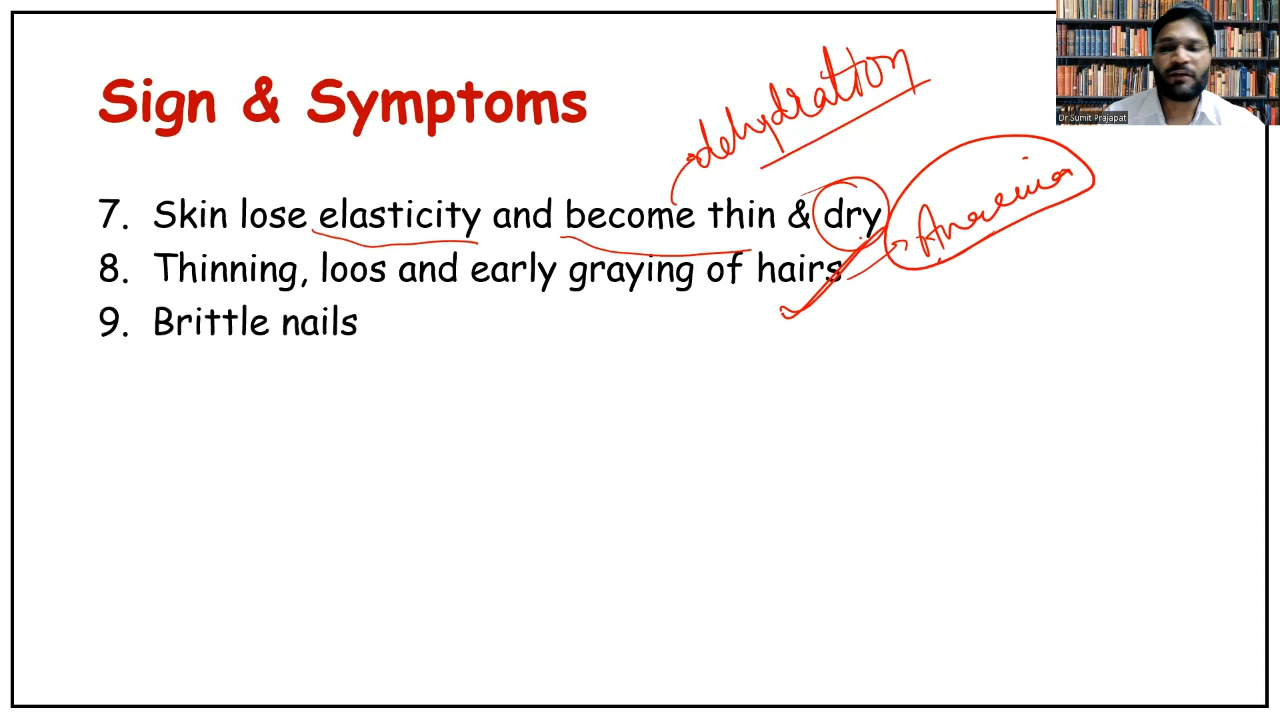 Sign & Symptoms
dehydration
7. Skin lose elasticity and become thin & dry
Anaemia
8. Thinning, loos and early graying of hairs
9. Brittle nails
Dr.Sumit Prajapat